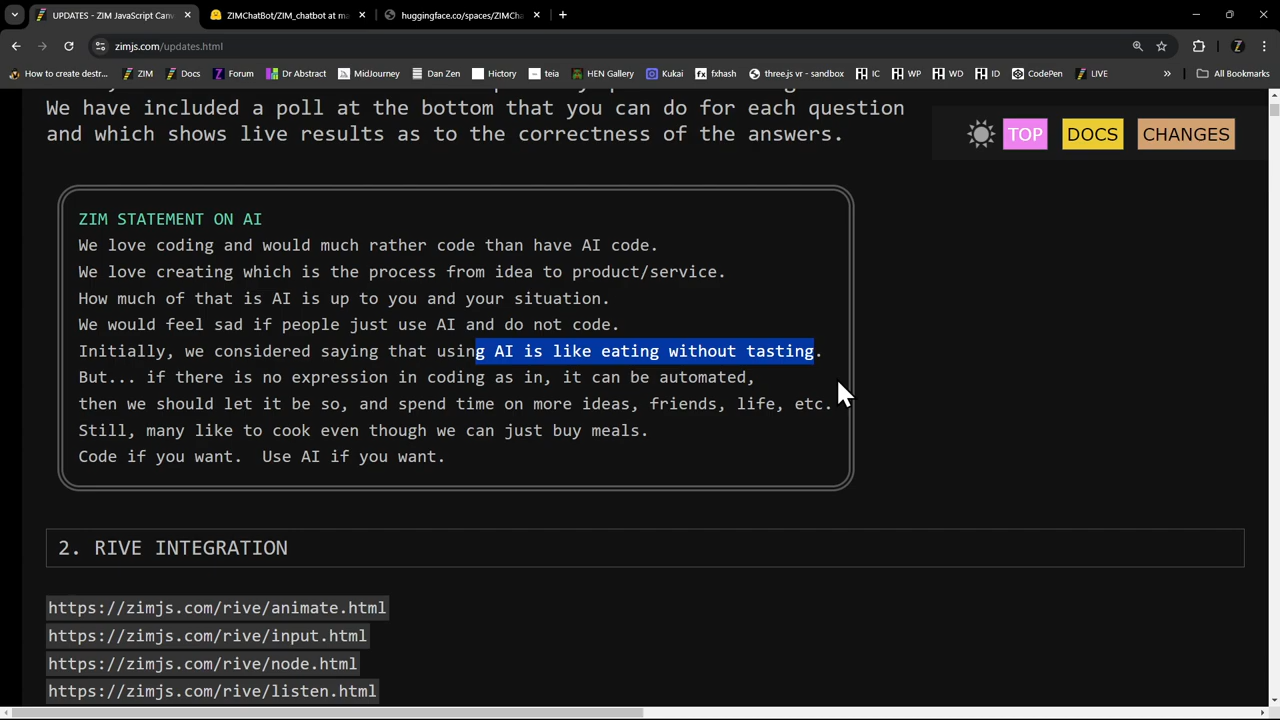 UPDATES - ZIM JavaScript Canv
ZIMChatBot/ZIM_chatbot at ma
huggingface.co/spaces/ZIMCha
zimjs.com/updates.html
How to create destr...
ZIM
Docs
Forum
Dr Abstract
MidJourney
Dan Zen
Hictory
teia
HEN Gallery
Kukai
fxhash
three.js vr - sandbox
IC
WP
WD
ID
CodePen
LIVE
All Bookmarks
We have included a poll at the bottom that you can do for each question
and which shows live results as to the correctness of the answers.
TOP DOCS CHANGES
ZIM STATEMENT ON AI
We love coding and would much rather code than have AI code.
We love creating which is the process from idea to product/service.
How much of that is AI is up to you and your situation.
We would feel sad if people just use AI and do not code.
Initially, we considered saying that using AI is like eating without tasting.
But... if there is no expression in coding as in, it can be automated,
then we should let it be so, and spend time on more ideas, friends, life, etc.
Still, many like to cook even though we can just buy meals.
Code if you want.  Use AI if you want.
2. RIVE INTEGRATION
https://zimjs.com/rive/animate.html
https://zimjs.com/rive/input.html
https://zimjs.com/rive/node.html
https://zimjs.com/rive/listen.html